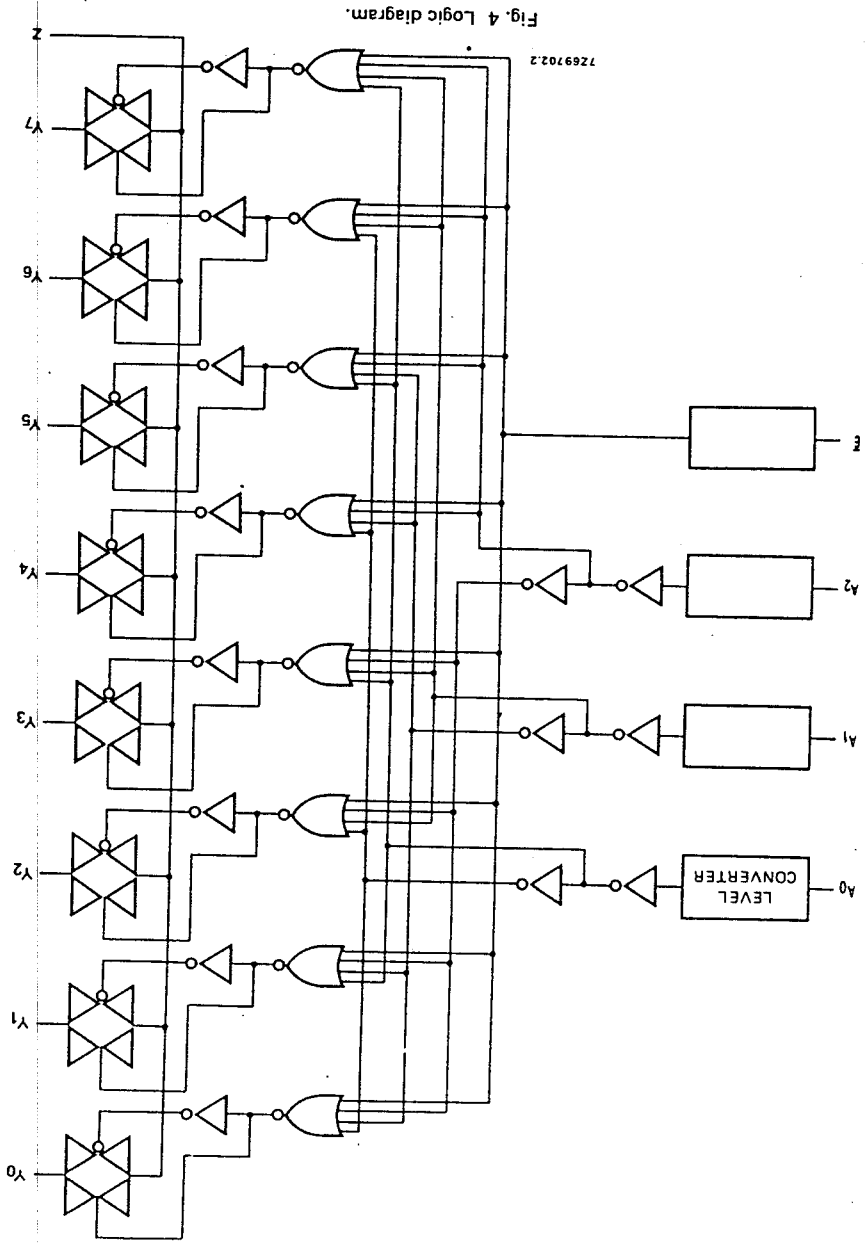 Y0
Y1
A0
LEVEL
CONVERTER
Y2
A1
Y3
A2
Y4
E̅
Y5
Y6
Y7
7Z69702.2
Z
Fig. 4 Logic diagram.